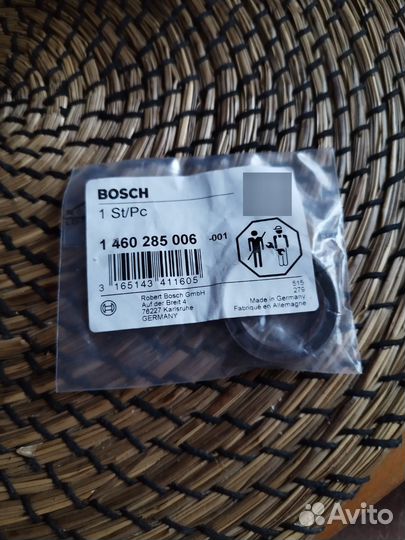 BOSCH
1 St/Pc
1 460 285 006 -001
3 165143 411605
515
279
Robert Bosch GmbH
Auf der Breit 4
76227 Karlsruhe
GERMANY
Made in Germany
Fabriqué en Allemagne
Avito